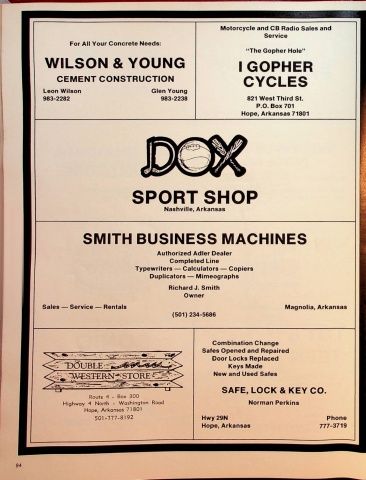 For All Your Concrete Needs:
WILSON & YOUNG
CEMENT CONSTRUCTION
Leon Wilson Glen Young
983-2282 983-2238
Motorcycle and CB Radio Sales and
Service
"The Gopher Hole"
I GOPHER
CYCLES
821 West Third St.
P.O. Box 701
Hope, Arkansas 71801
DOX
SPORT SHOP
Nashville, Arkansas
SMITH BUSINESS MACHINES
Authorized Adler Dealer
Completed Line
Typewriters — Calculators — Copiers
Duplicators — Mimeographs
Richard J. Smith
Owner
Sales — Service — Rentals Magnolia, Arkansas
(501) 234-5686
DOUBLE
WESTERN STORE
Route 4 - Box 300
Highway 4 North - Washington Road
Hope, Arkansas 71801
501-777-8192
Combination Change
Safes Opened and Repaired
Door Locks Replaced
Keys Made
New and Used Safes
SAFE, LOCK & KEY CO.
Norman Perkins
Hwy 29N Phone
Hope, Arkansas 777-3719
94